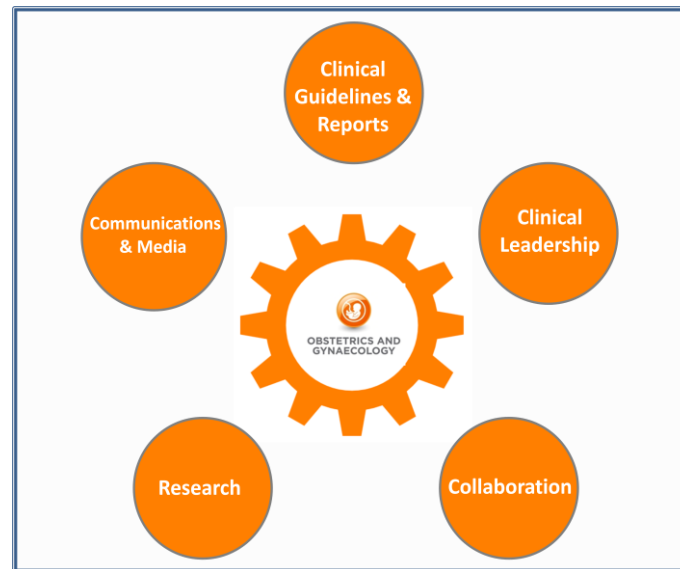 Clinical
Guidelines &
Reports
Communications
& Media
Clinical
Leadership
OBSTETRICS AND
GYNAECOLOGY
Research
Collaboration